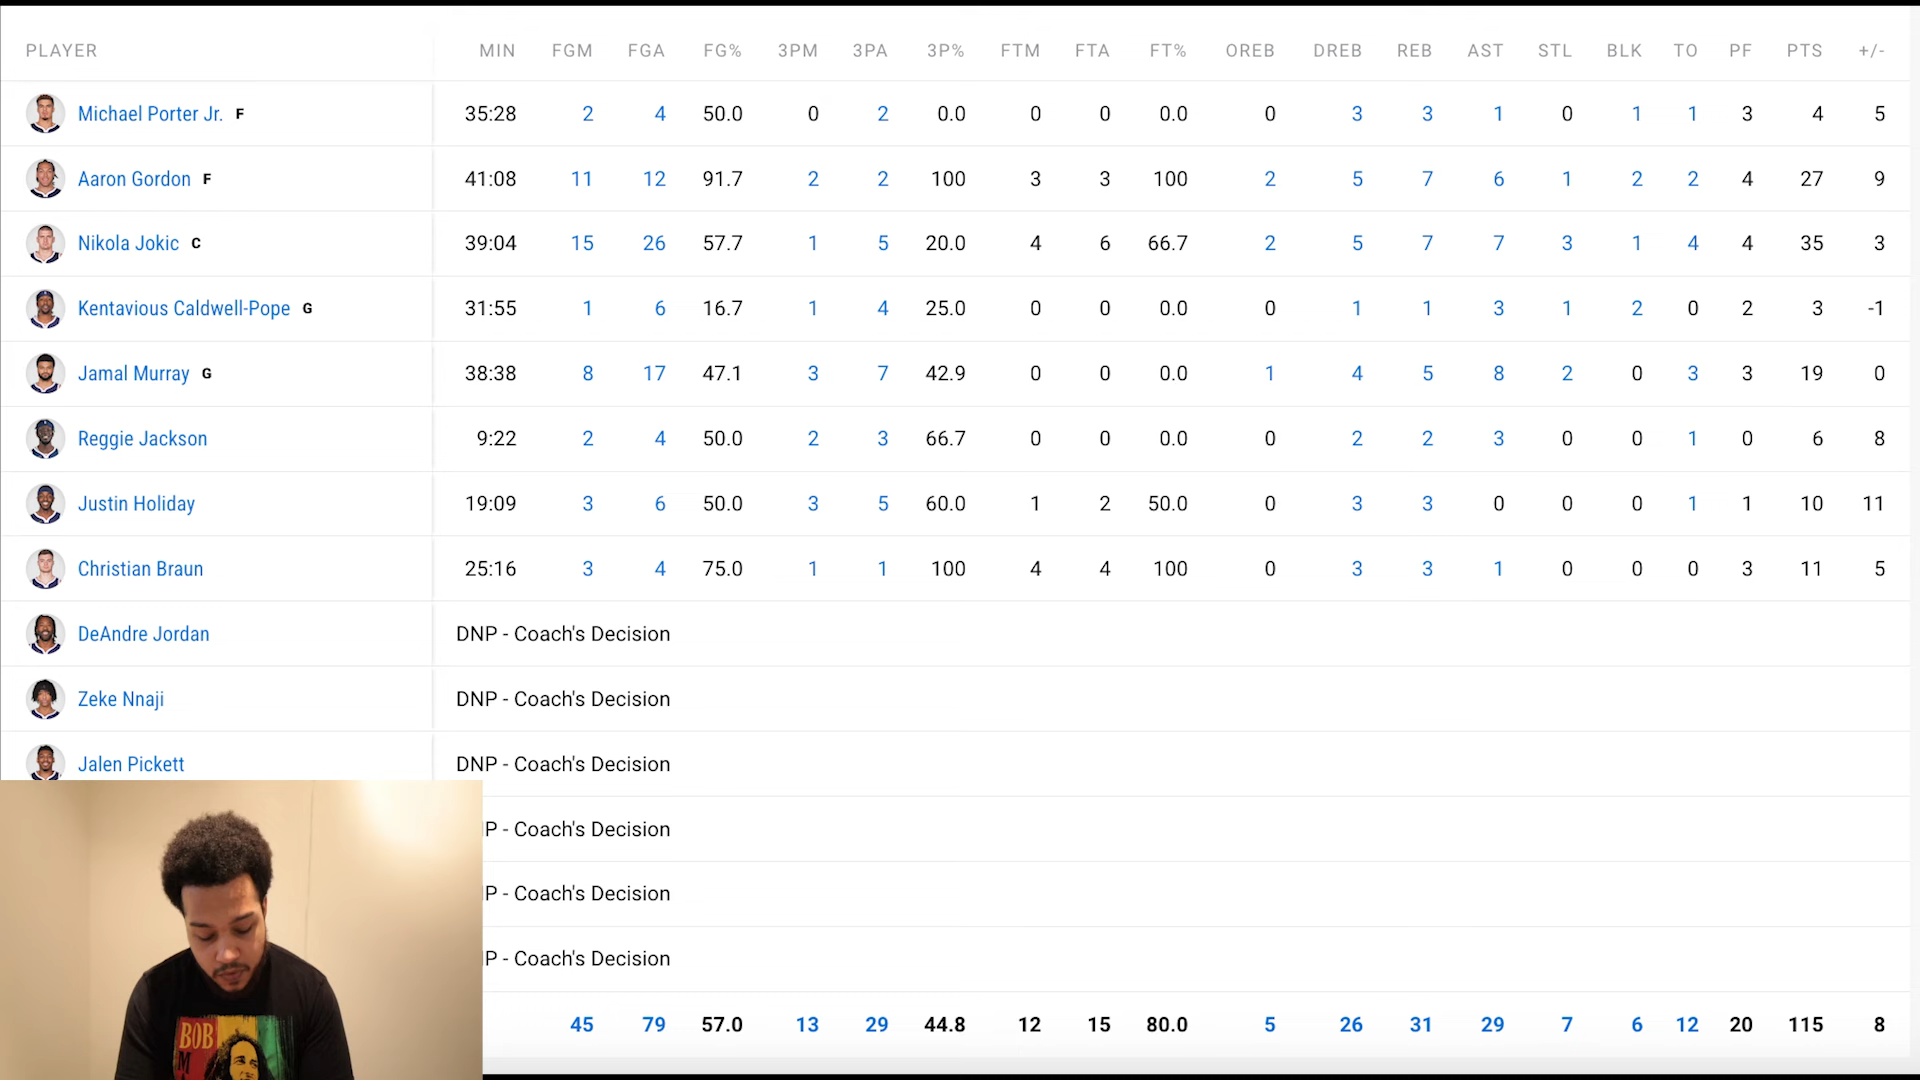 PLAYER MIN FGM FGA FG% 3PM 3PA 3P% FTM FTA FT% OREB DREB REB AST STL BLK TO PF PTS +/-
Michael Porter Jr. F 35:28 2 4 50.0 0 2 0.0 0 0 0.0 0 3 3 1 0 1 1 3 4 5
Aaron Gordon F 41:08 11 12 91.7 2 2 100 3 3 100 2 5 7 6 1 2 2 4 27 9
Nikola Jokic C 39:04 15 26 57.7 1 5 20.0 4 6 66.7 2 5 7 7 3 1 4 4 35 3
Kentavious Caldwell-Pope G 31:55 1 6 16.7 1 4 25.0 0 0 0.0 0 1 1 3 1 2 0 2 3 -1
Jamal Murray G 38:38 8 17 47.1 3 7 42.9 0 0 0.0 1 4 5 8 2 0 3 3 19 0
Reggie Jackson 9:22 2 4 50.0 2 3 66.7 0 0 0.0 0 2 2 3 0 0 1 0 6 8
Justin Holiday 19:09 3 6 50.0 3 5 60.0 1 2 50.0 0 3 3 0 0 0 1 1 10 11
Christian Braun 25:16 3 4 75.0 1 1 100 4 4 100 0 3 3 1 0 0 0 3 11 5
DeAndre Jordan DNP - Coach's Decision
Zeke Nnaji DNP - Coach's Decision
Jalen Pickett DNP - Coach's Decision
P - Coach's Decision
P - Coach's Decision
P - Coach's Decision
45 79 57.0 13 29 44.8 12 15 80.0 5 26 31 29 7 6 12 20 115 8
BOB